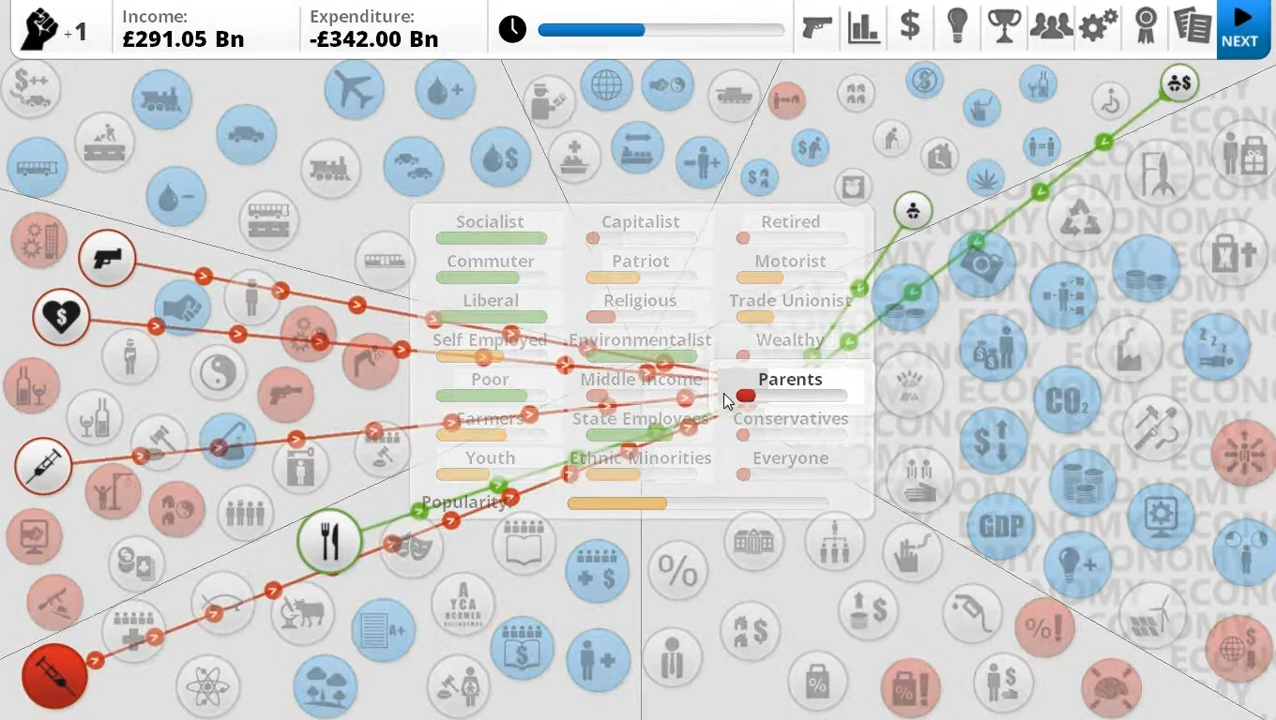 Income:
£291.05 Bn
Expenditure:
-£342.00 Bn
+1
NEXT
$++
$
ECONOMY
Socialist
Capitalist
Retired
Commuter
Patriot
Motorist
Liberal
Religious
Trade Unionist
Self Employed
Environmentalist
Wealthy
Poor
Middle Income
Parents
Farmers
State Employees
Conservatives
Youth
Ethnic Minorities
Everyone
Popularity
CO2
GDP
A+
%
%!